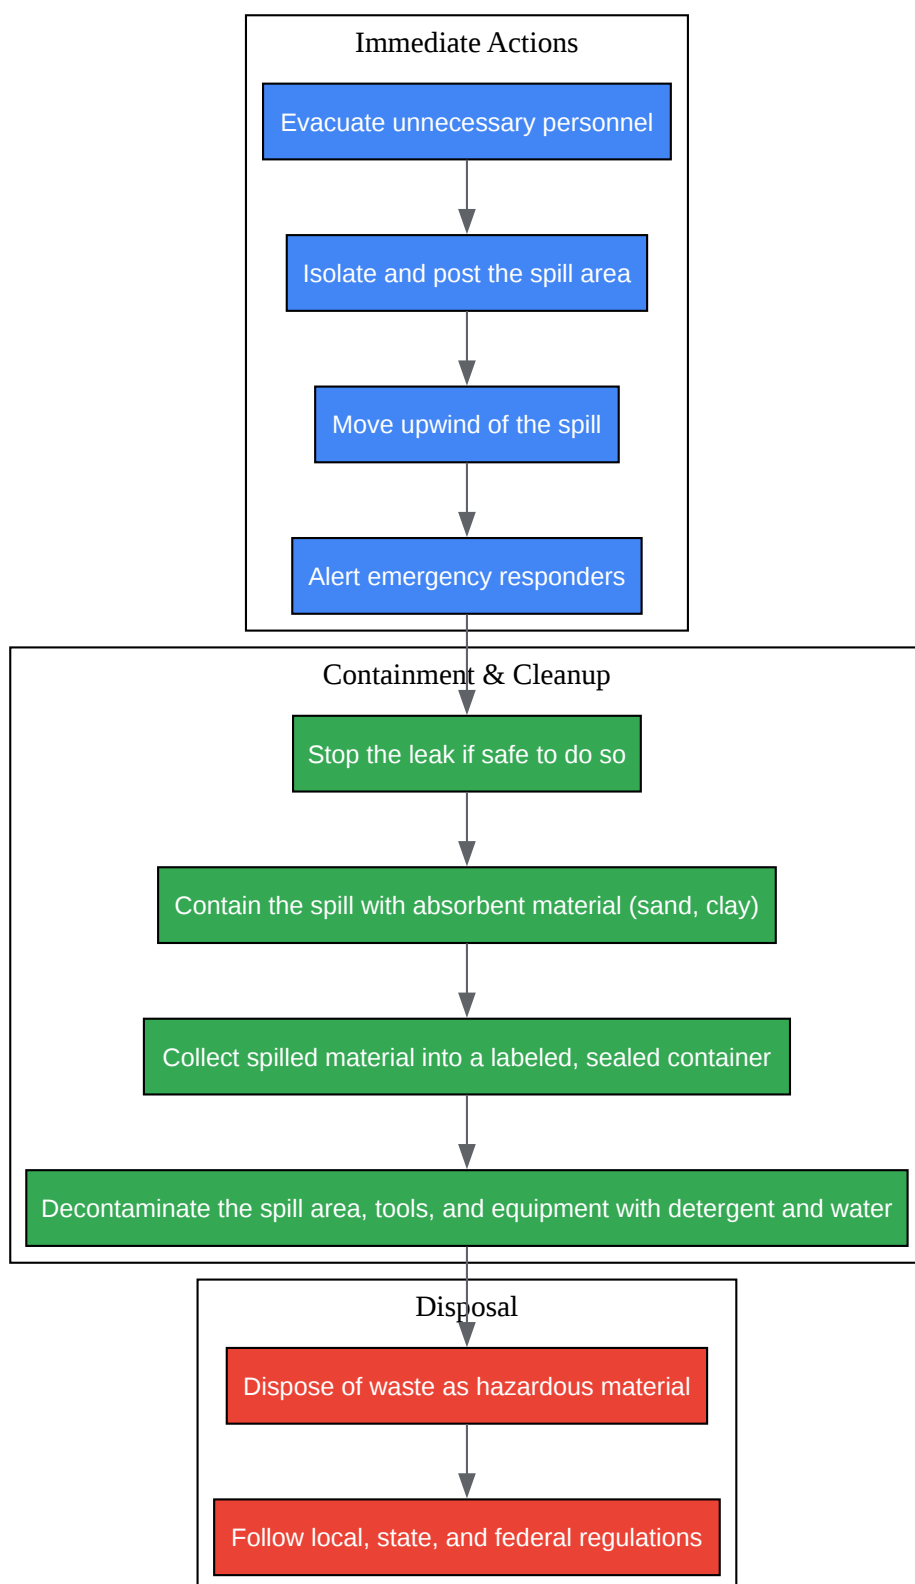 Immediate Actions
Evacuate unnecessary personnel
Isolate and post the spill area
Move upwind of the spill
Alert emergency responders
Containment & Cleanup
Stop the leak if safe to do so
Contain the spill with absorbent material (sand, clay)
Collect spilled material into a labeled, sealed container
Decontaminate the spill area, tools, and equipment with detergent and water
Disposal
Dispose of waste as hazardous material
Follow local, state, and federal regulations